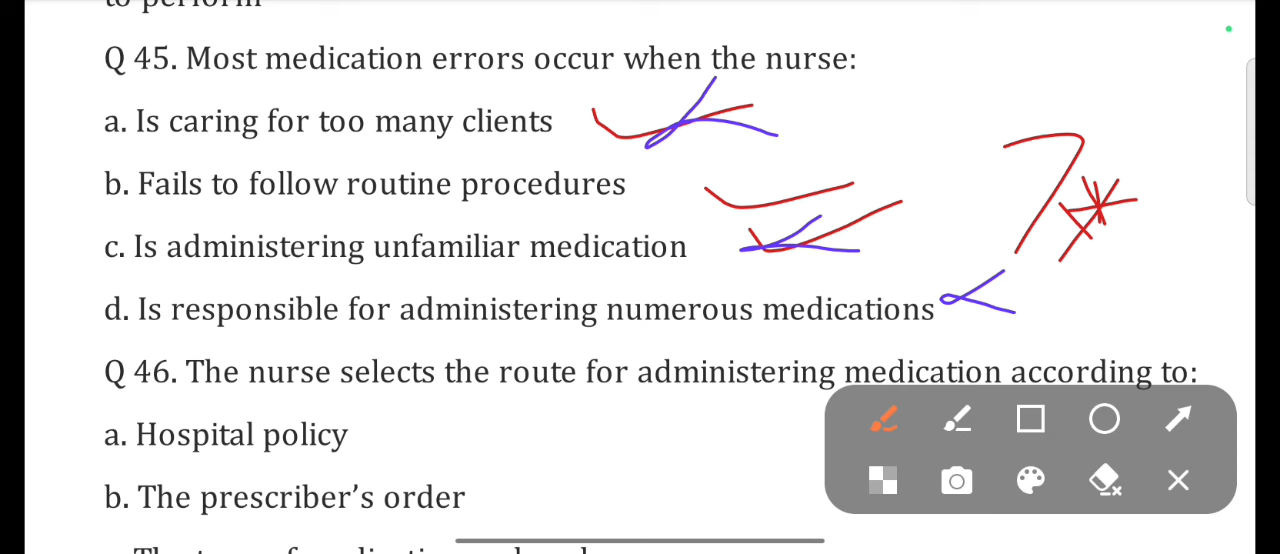 to perform
Q 45. Most medication errors occur when the nurse:
a. Is caring for too many clients
b. Fails to follow routine procedures
c. Is administering unfamiliar medication
d. Is responsible for administering numerous medications
Q 46. The nurse selects the route for administering medication according to:
a. Hospital policy
b. The prescriber’s order